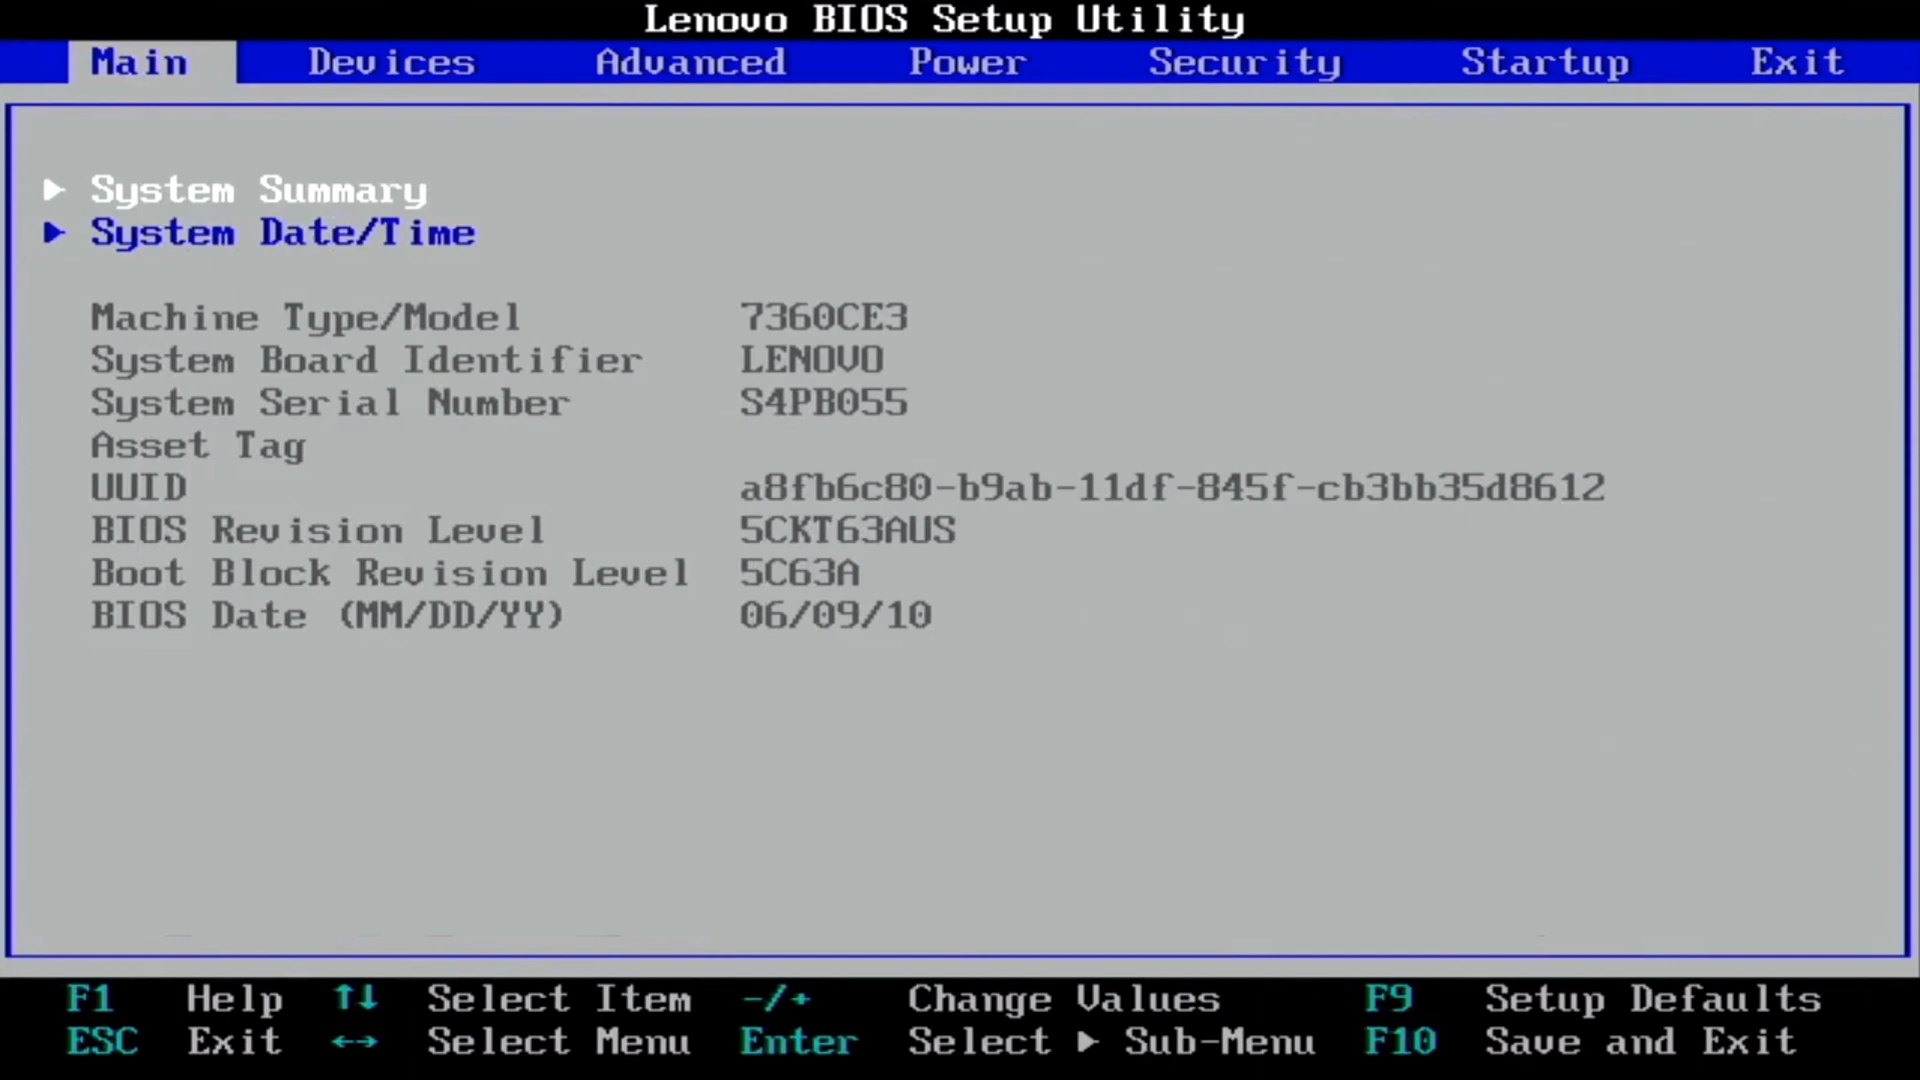 Lenovo BIOS Setup Utility
Main Devices Advanced Power Security Startup Exit
System Summary
System Date/Time
Machine Type/Model 7360CE3
System Board Identifier LENOVO
System Serial Number S4PB055
Asset Tag
UUID a8fb6c80-b9ab-11df-845f-cb3bb35d8612
BIOS Revision Level 5CKT63AUS
Boot Block Revision Level 5C63A
BIOS Date (MM/DD/YY) 06/09/10
F1 Help ↑↓ Select Item -/+ Change Values F9 Setup Defaults
ESC Exit ↔ Select Menu Enter Select ▶ Sub-Menu F10 Save and Exit